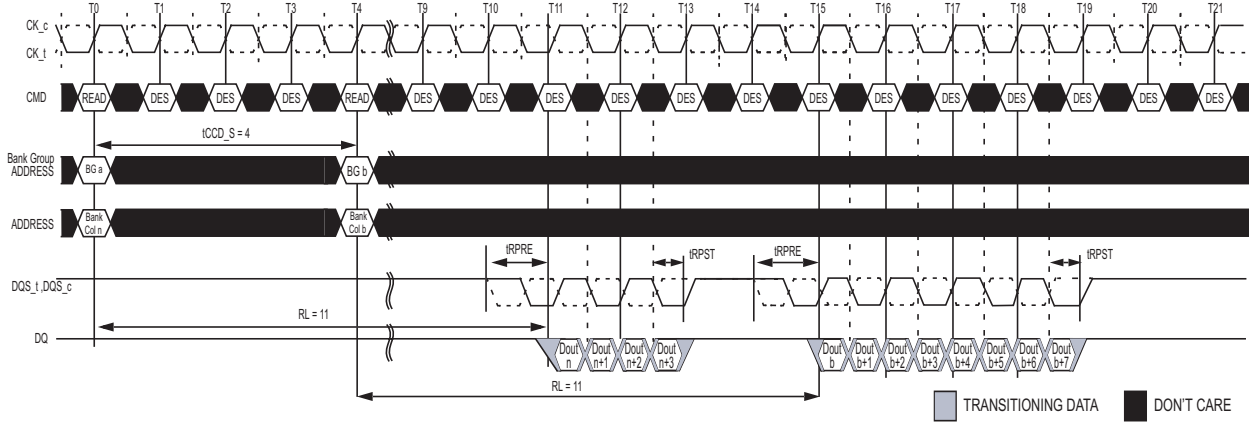 T0 T1 T2 T3 T4 T9 T10 T11 T12 T13 T14 T15 T16 T17 T18 T19 T20 T21
CK_c
CK_t
CMD READ DES DES DES READ DES DES DES DES DES DES DES DES DES DES DES DES DES
tCCD_S = 4
Bank Group
ADDRESS BG a BG b
ADDRESS Bank Col n Bank Col b
tRPRE tRPST tRPRE tRPST
DQS_t ,DQS_c
RL = 11
DQ
Dout n Dout n+1 Dout n+2 Dout n+3 Dout b Dout b+1 Dout b+2 Dout b+3 Dout b+4 Dout b+5 Dout b+6 Dout b+7
RL = 11
TRANSITIONING DATA DON'T CARE